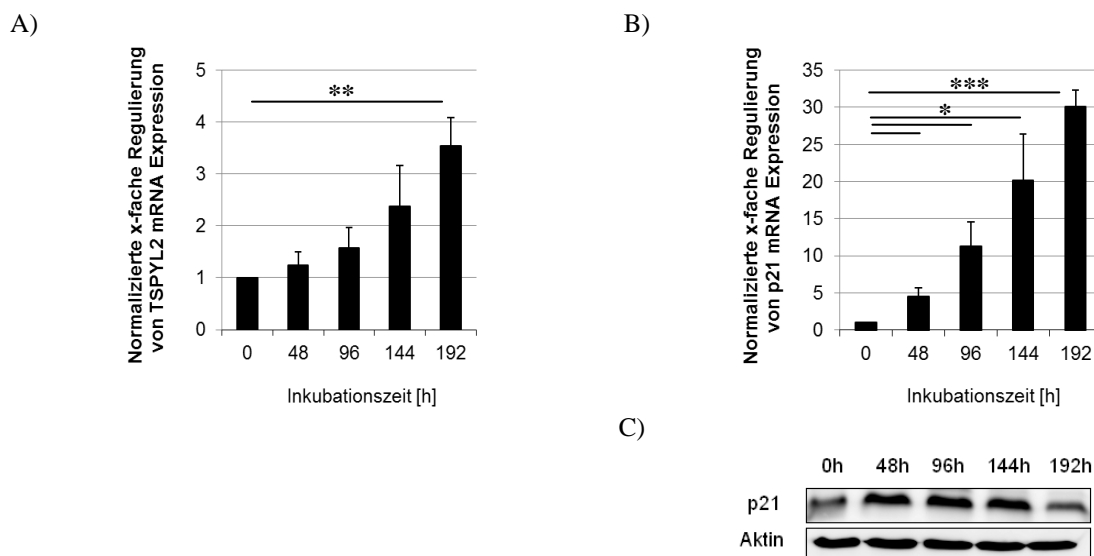 A)
Normalizierte x-fache Regulierung
von TSPYL2 mRNA Expression
5
4
3
2
1
0
**
0 48 96 144 192
Inkubationszeit [h]
B)
Normalizierte x-fache Regulierung
von p21 mRNA Expression
35
30
25
20
15
10
5
0
***
*
0 48 96 144 192
Inkubationszeit [h]
C)
0h 48h 96h 144h 192h
p21
Aktin